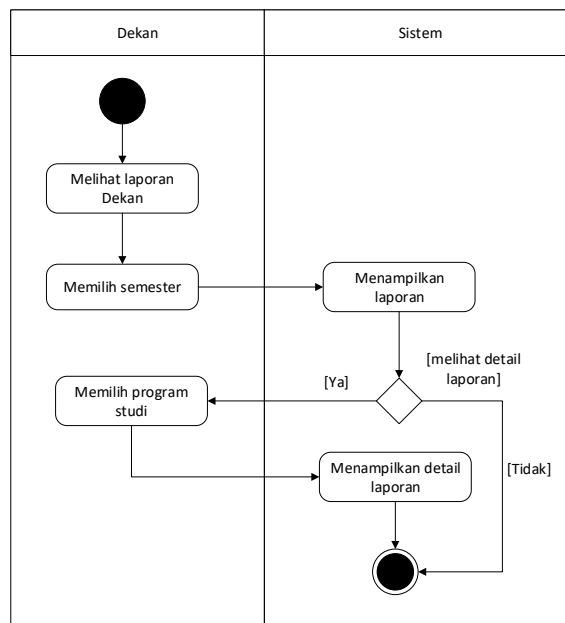 Dekan
Sistem
Melihat laporan
Dekan
Memilih semester
Menampilkan
laporan
[melihat detail
laporan]
[Ya]
Memilih program
studi
[Tidak]
Menampilkan detail
laporan